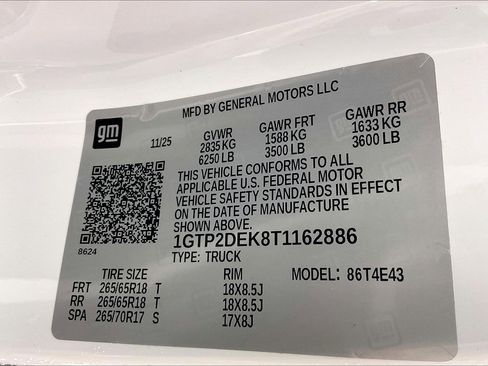 MFD BY GENERAL MOTORS LLC
gm
11/25 GVWR GAWR FRT GAWR RR
2835 KG 1588 KG 1633 KG
6250 LB 3500 LB 3600 LB
THIS VEHICLE CONFORMS TO ALL
APPLICABLE U.S. FEDERAL MOTOR
VEHICLE SAFETY STANDARDS IN EFFECT
ON THE DATE OF MANUFACTURE
SHOWN ABOVE.
8624
1GTP2DEK8T1162886
TYPE: TRUCK
TIRE SIZE RIM MODEL: 86T4E43
FRT 265/65R18 T 18X8.5J
RR 265/65R18 T 18X8.5J
SPA 265/70R17 S 17X8J